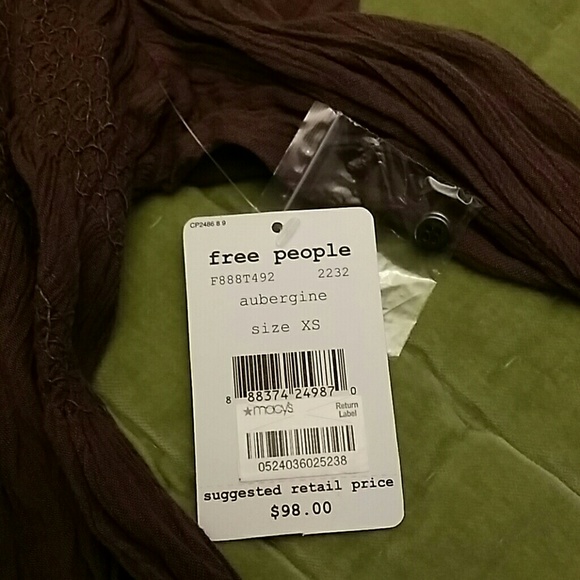 CP2486 8 9
free people
F888T492 2232
aubergine
size XS
8 88374 24987 0
★macy's Return
Label
0524036025238
suggested retail price
$98.00